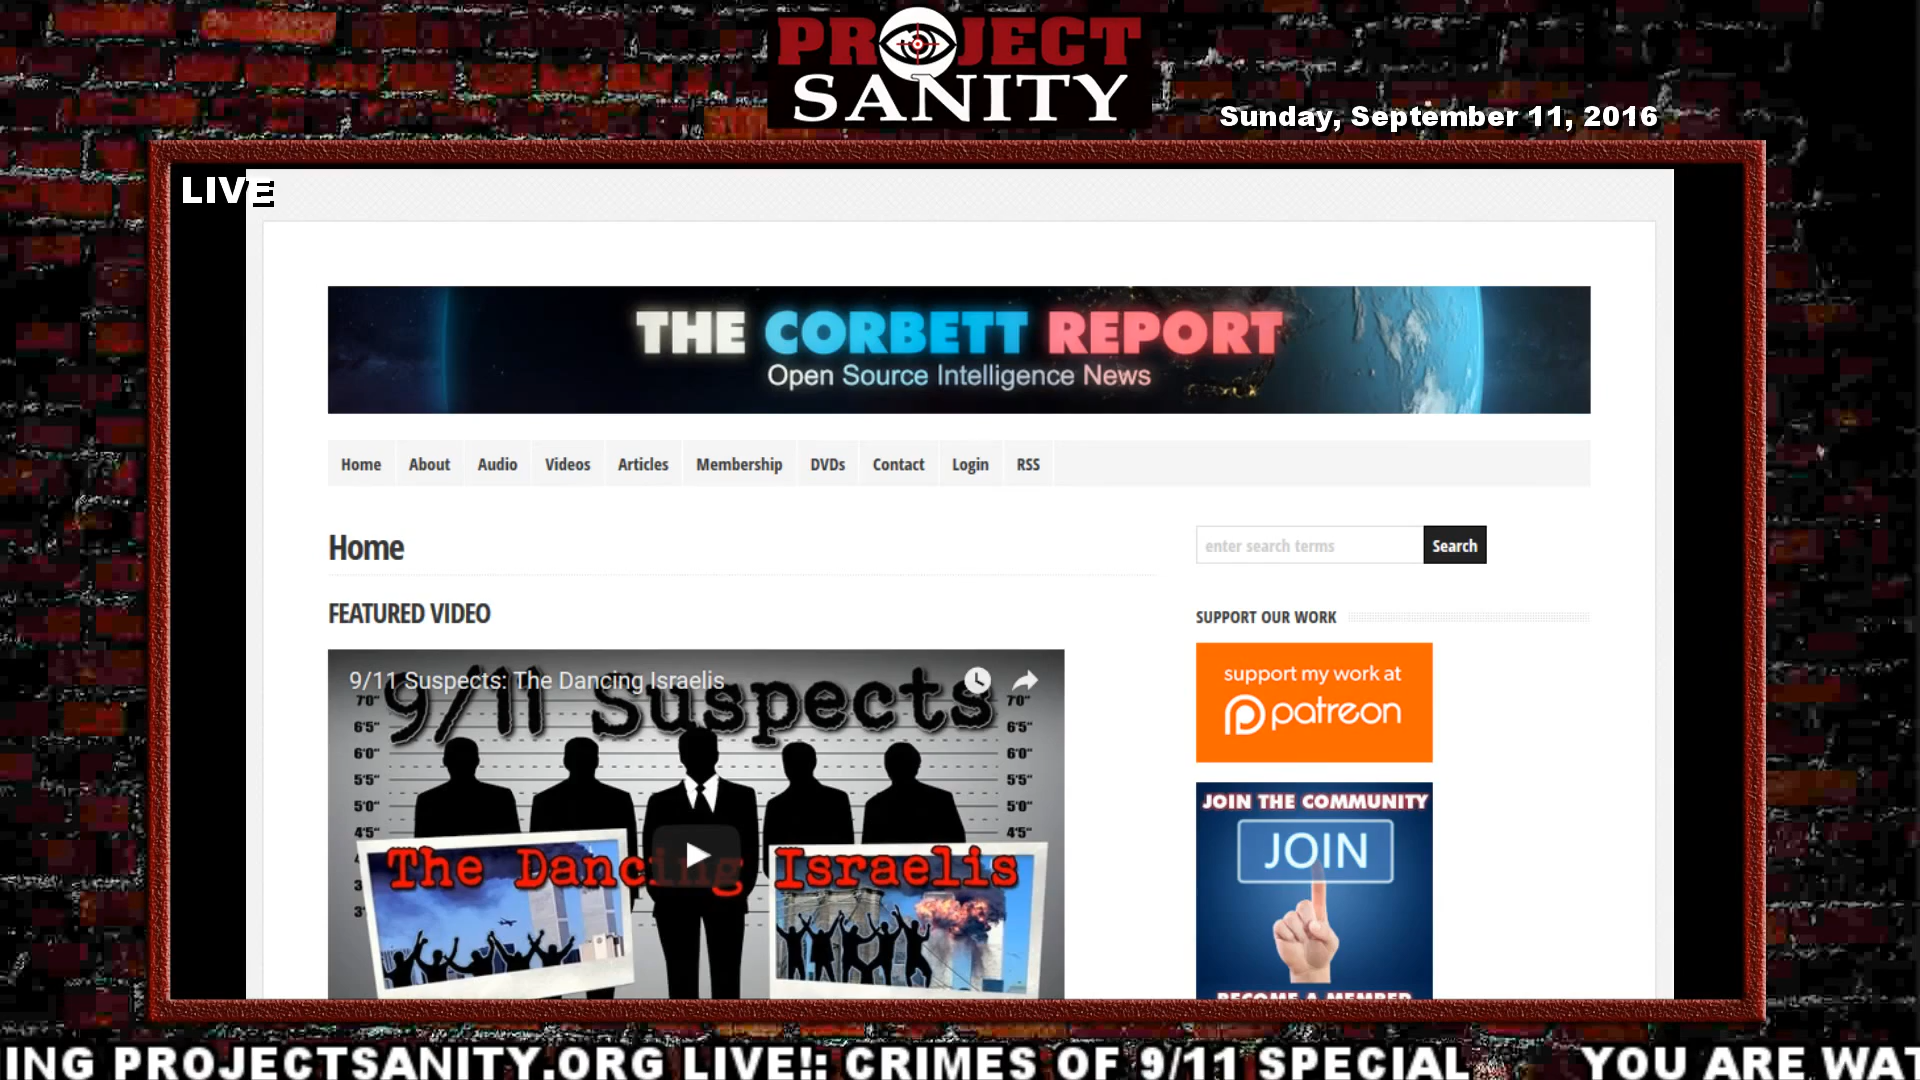 PROJECT
SANITY
Sunday, September 11, 2016
LIVE
THE CORBETT REPORT
Open Source Intelligence News
Home About Audio Videos Articles Membership DVDs Contact Login RSS
Home
enter search terms Search
FEATURED VIDEO
SUPPORT OUR WORK
9/11 Suspects: The Dancing Israelis
9/11 Suspects
7'0" 7'0"
6'5" 6'5"
6'0" 6'0"
5'5" 5'5"
5'0" 5'0"
4'5" 4'5"
The Dancing Israelis
support my work at
patreon
JOIN THE COMMUNITY
JOIN
BECOME A MEMBER
ING PROJECTSANITY.ORG LIVE!: CRIMES OF 9/11 SPECIAL YOU ARE WAT